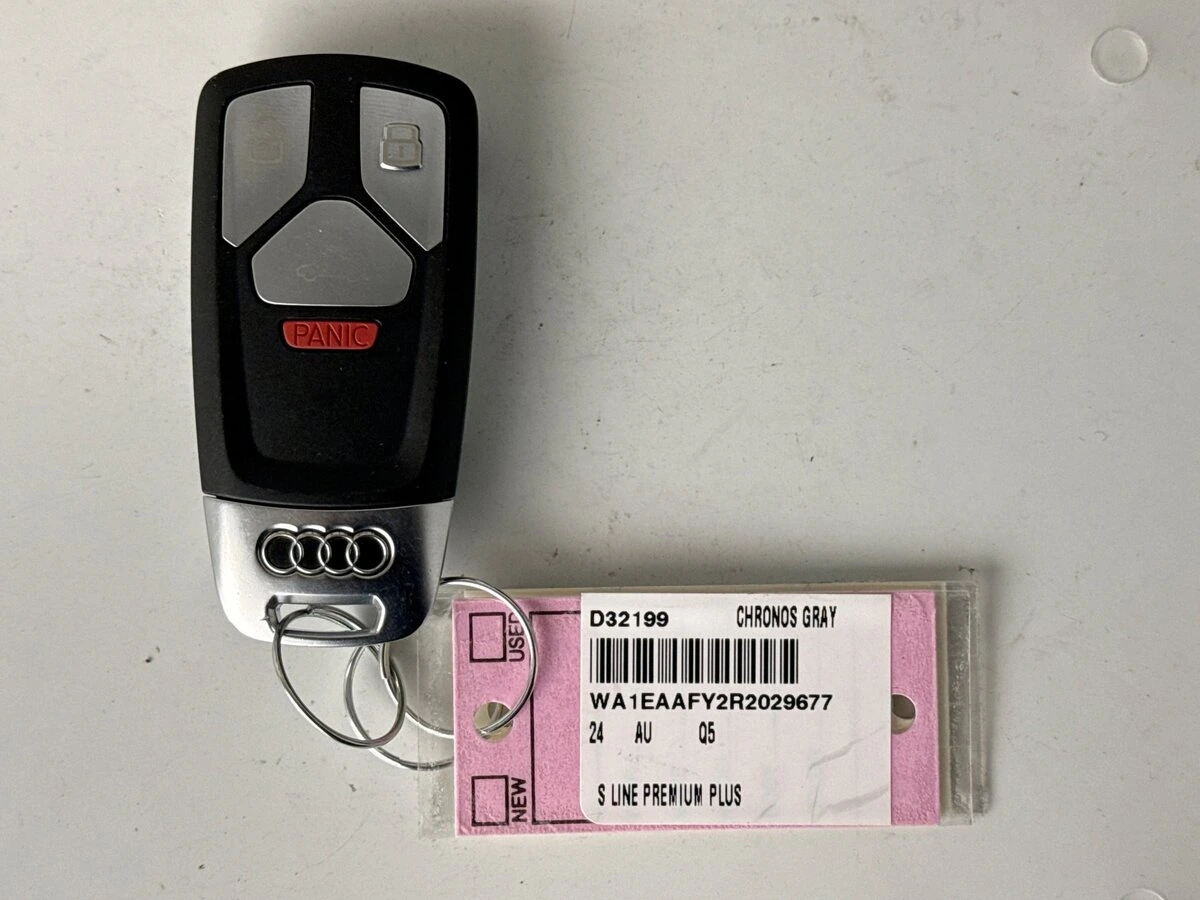 PANIC
USED
D32199 CHRONOS GRAY
WA1EAAFY2R2029677
24 AU Q5
S LINE PREMIUM PLUS
NEW